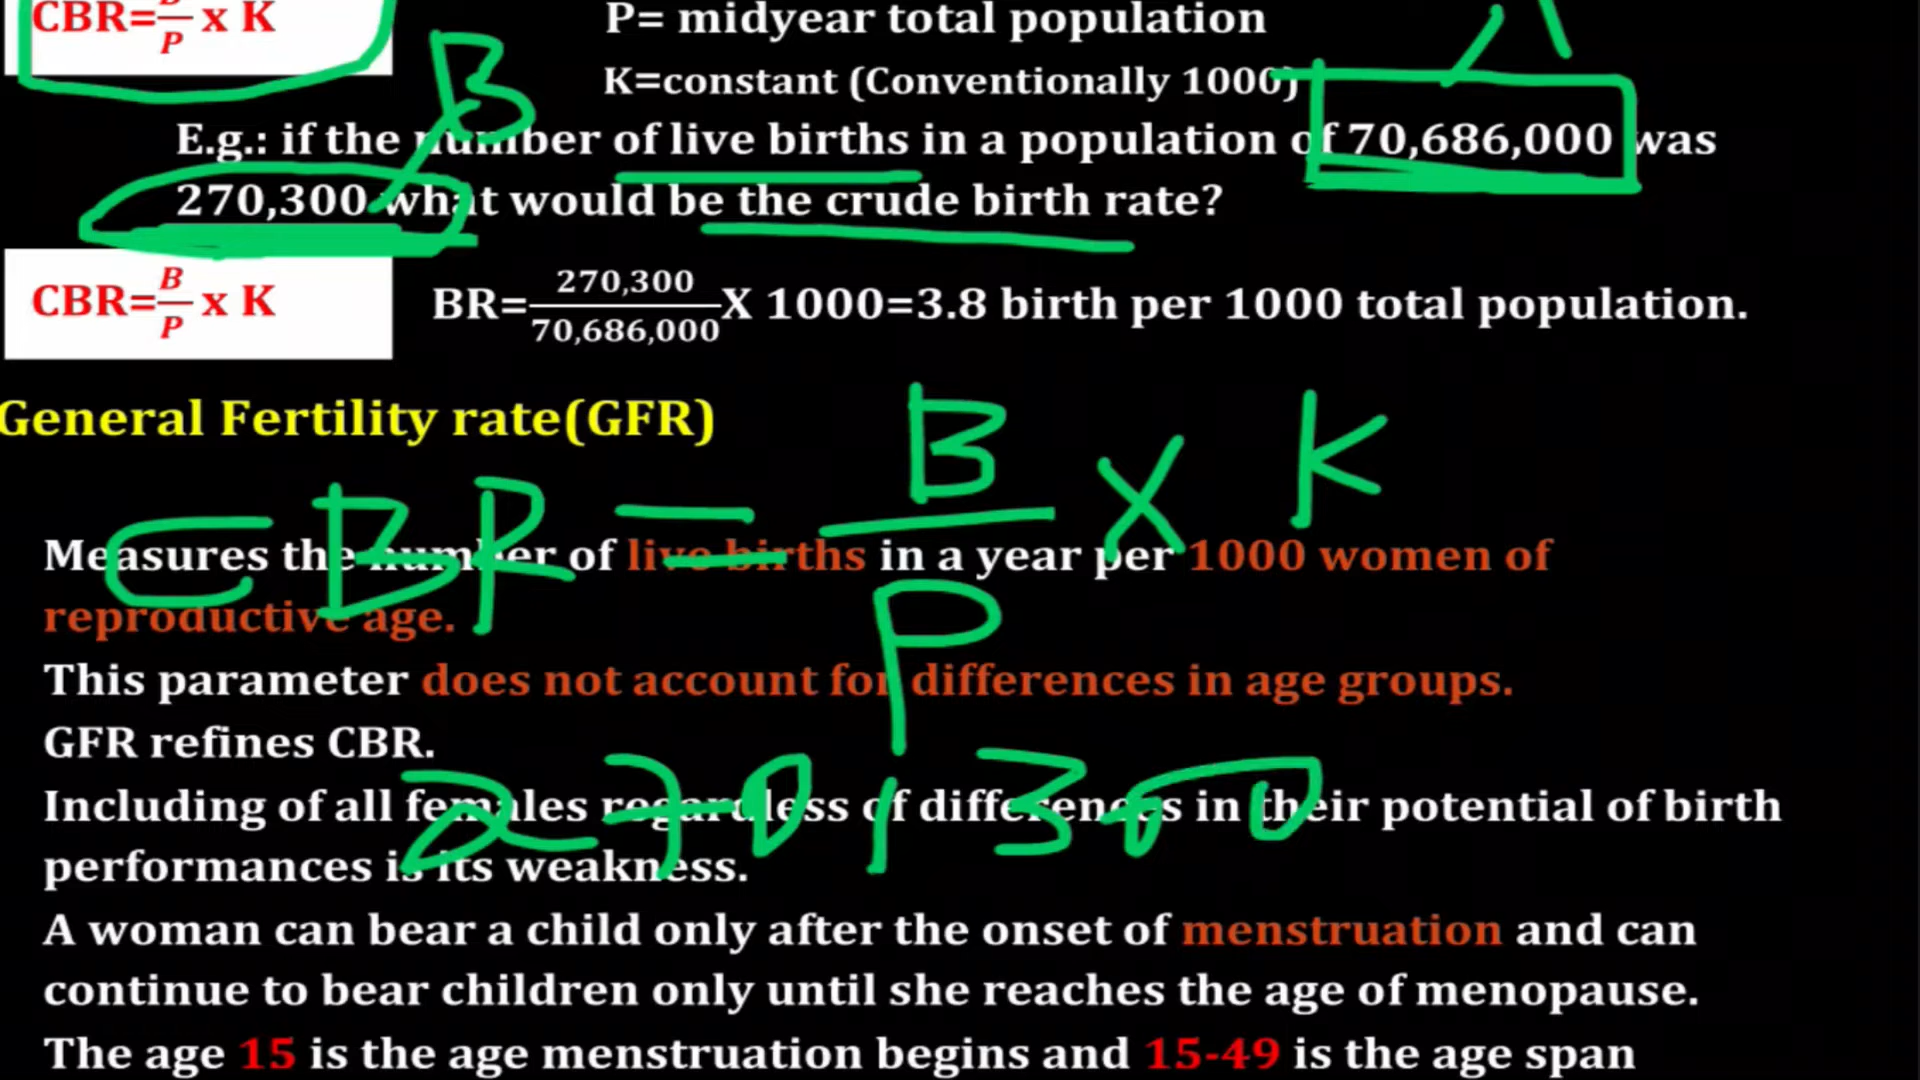 CBR=B/P x K
P= midyear total population
K=constant (Conventionally 1000)
B
E.g.: if the number of live births in a population of 70,686,000 was
270,300 what would be the crude birth rate?
CBR=B/P x K
BR=270,300/70,686,000 X 1000=3.8 birth per 1000 total population.
General Fertility rate(GFR)
CBR = B/P X K
Measures the number of live births in a year per 1000 women of
reproductive age.
This parameter does not account for differences in age groups.
GFR refines CBR.
270,300
Including of all females regardless of differences in their potential of birth
performances is its weakness.
A woman can bear a child only after the onset of menstruation and can
continue to bear children only until she reaches the age of menopause.
The age 15 is the age menstruation begins and 15-49 is the age span